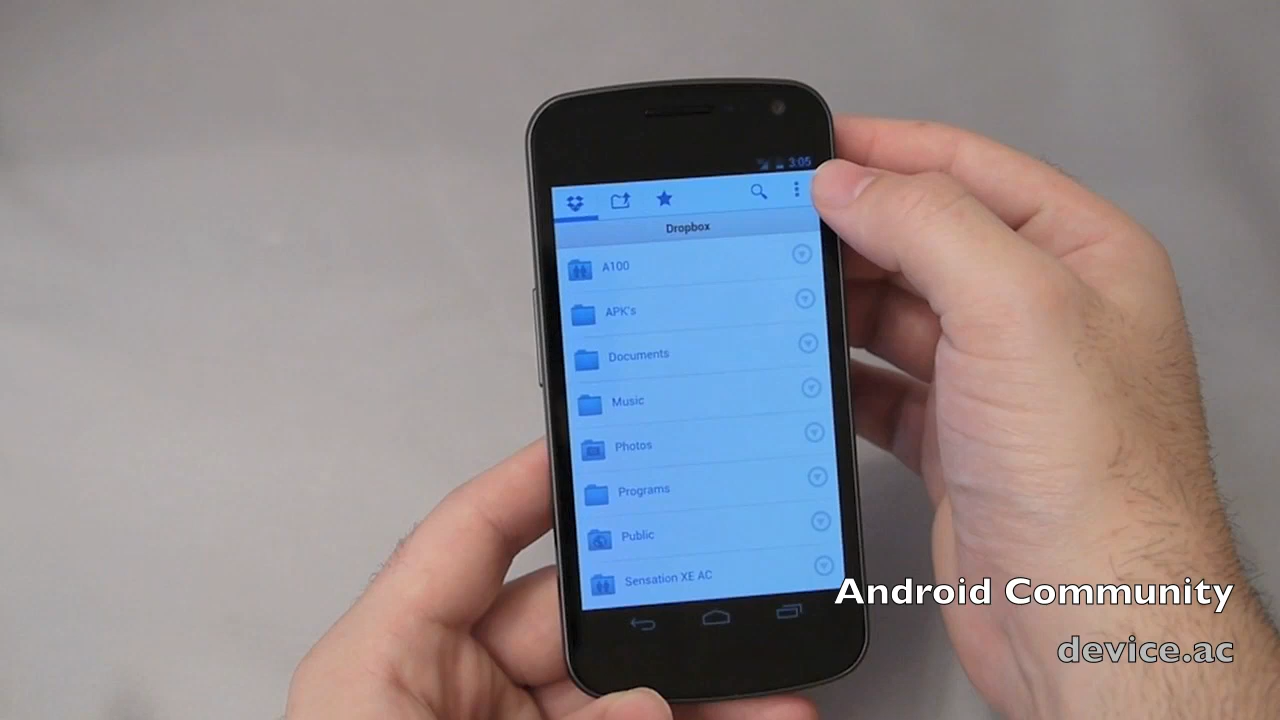 3:05
Dropbox
A100
APK's
Documents
Music
Photos
Programs
Public
Sensation XE AC
Android Community
device.ac